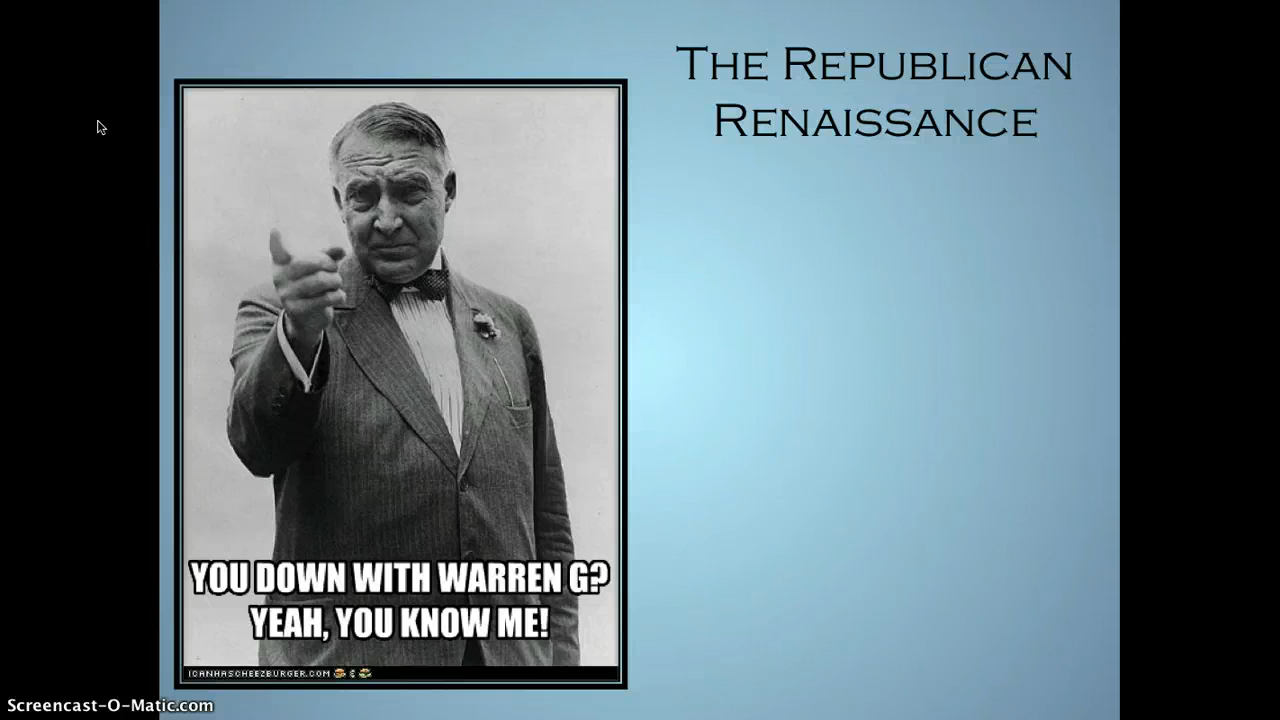 The Republican
Renaissance
YOU DOWN WITH WARREN G?
YEAH, YOU KNOW ME!
ICANHASCHEEZBURGER.COM
Screencast-O-Matic.com